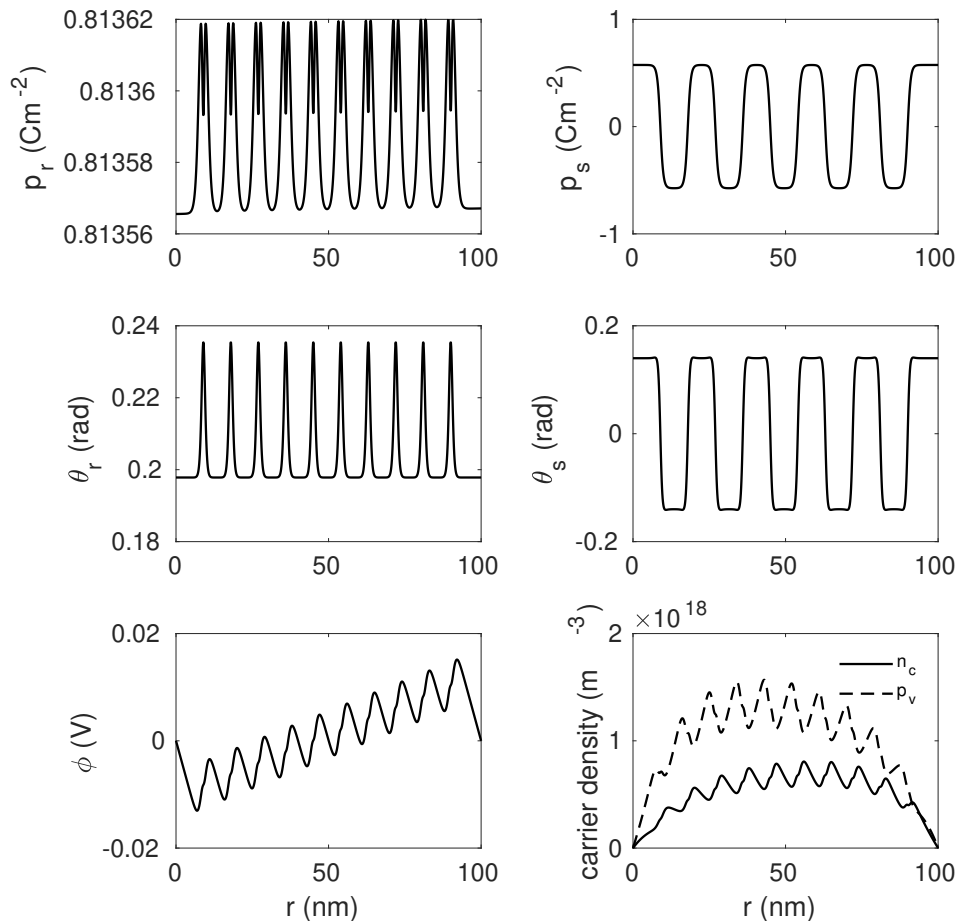 0.81362
0.8136
0.81358
0.81356
p_r (Cm^-2)
0 50 100
1
0
-1
p_s (Cm^-2)
0 50 100
0.24
0.22
0.2
0.18
θ_r (rad)
0 50 100
0.2
0
-0.2
θ_s (rad)
0 50 100
0.02
0
-0.02
ϕ (V)
0 50 100
r (nm)
×10^18
2
1
0
carrier density (m^-3)
n_c
p_v
0 50 100
r (nm)